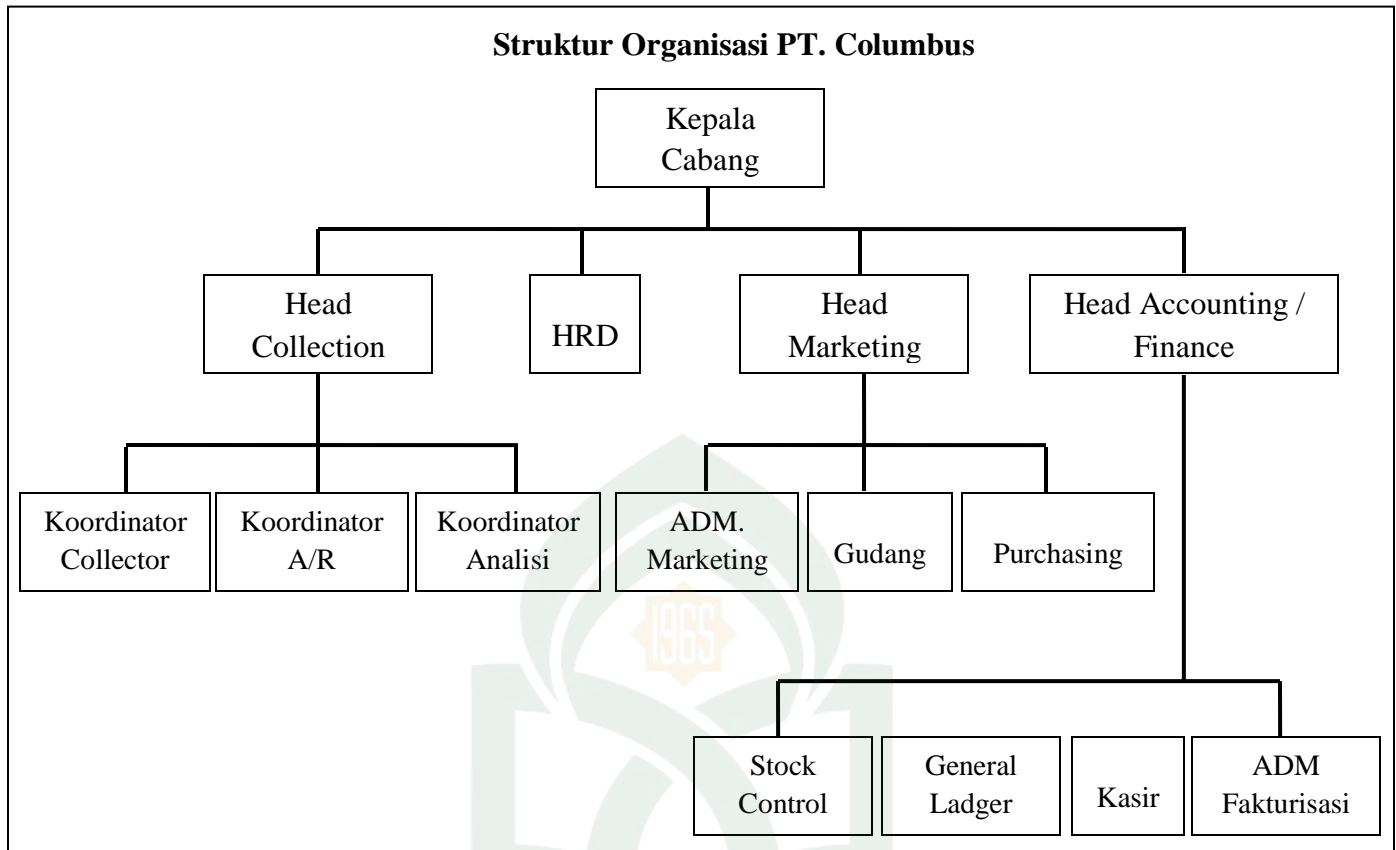 Struktur Organisasi PT. Columbus
Kepala
Cabang
Head
Collection
HRD
Head
Marketing
Head Accounting /
Finance
Koordinator
Collector
Koordinator
A/R
Koordinator
Analisi
ADM.
Marketing
Gudang
Purchasing
1965
Stock
Control
General
Ladger
Kasir
ADM
Fakturisasi